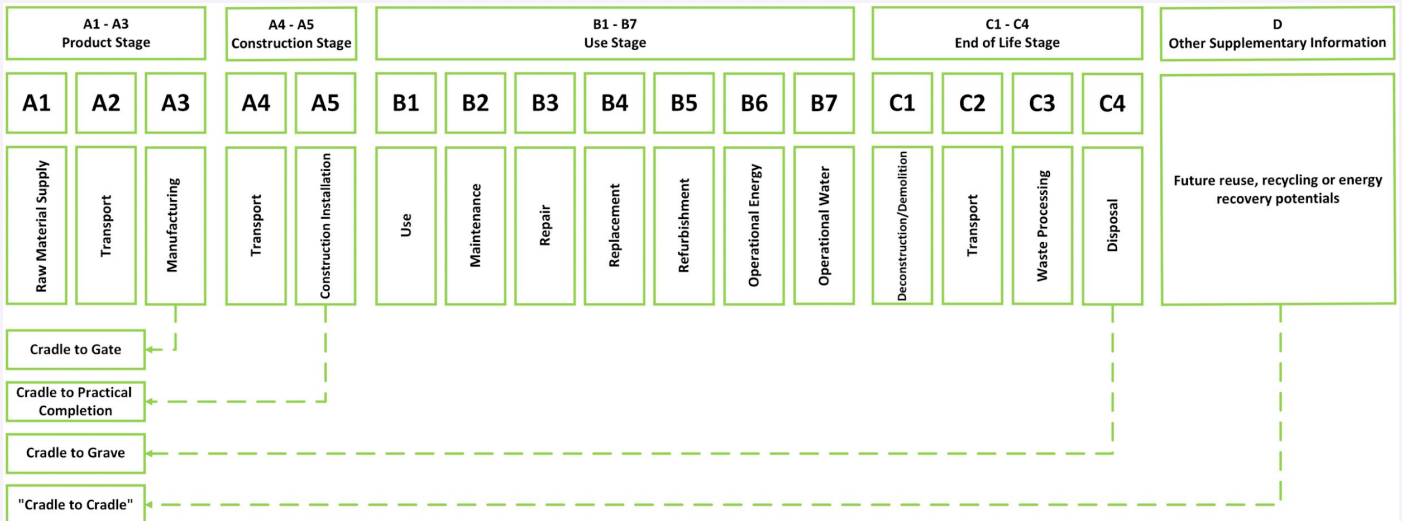 A1 - A3
Product Stage
A4 - A5
Construction Stage
B1 - B7
Use Stage
C1 - C4
End of Life Stage
D
Other Supplementary Information
A1
A2
A3
A4
A5
B1
B2
B3
B4
B5
B6
B7
C1
C2
C3
C4
Raw Material Supply
Transport
Manufacturing
Transport
Construction Installation
Use
Maintenance
Repair
Replacement
Refurbishment
Operational Energy
Operational Water
Deconstruction/Demolition
Transport
Waste Processing
Disposal
Future reuse, recycling or energy
recovery potentials
Cradle to Gate
Cradle to Practical
Completion
Cradle to Grave
"Cradle to Cradle"